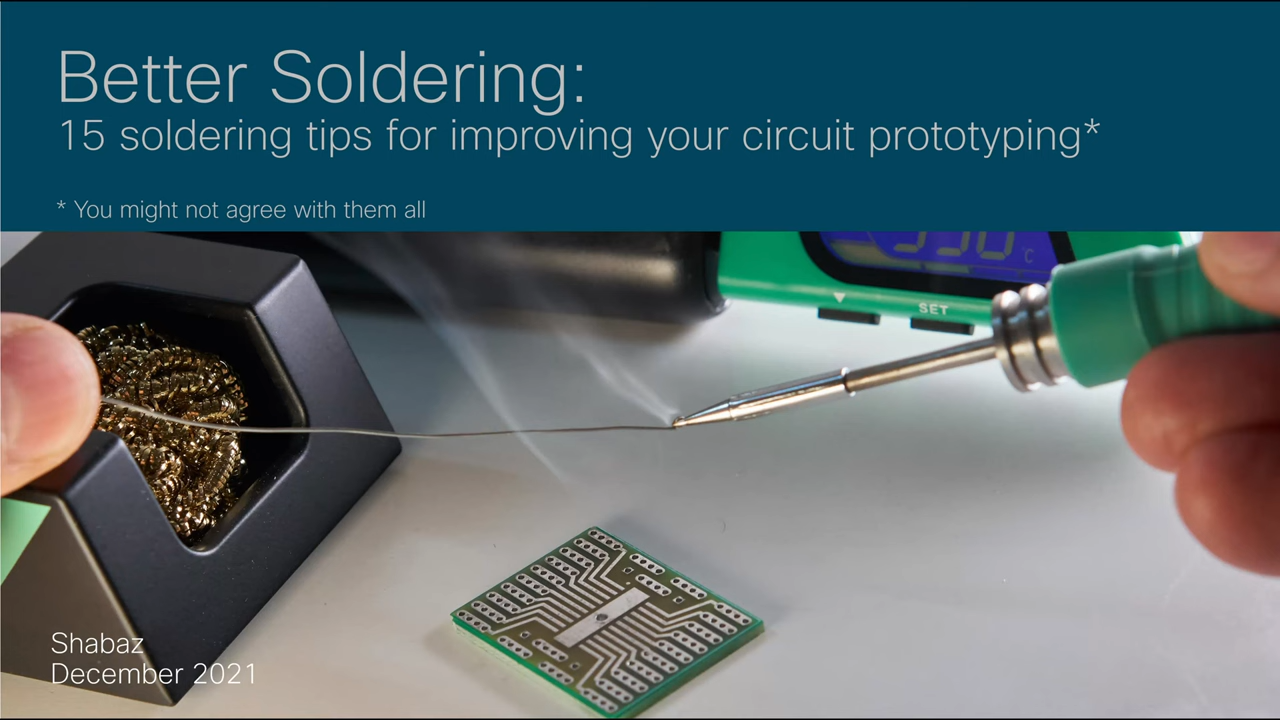 Better Soldering:
15 soldering tips for improving your circuit prototyping*
* You might not agree with them all
°C
SET
Shabaz
December 2021